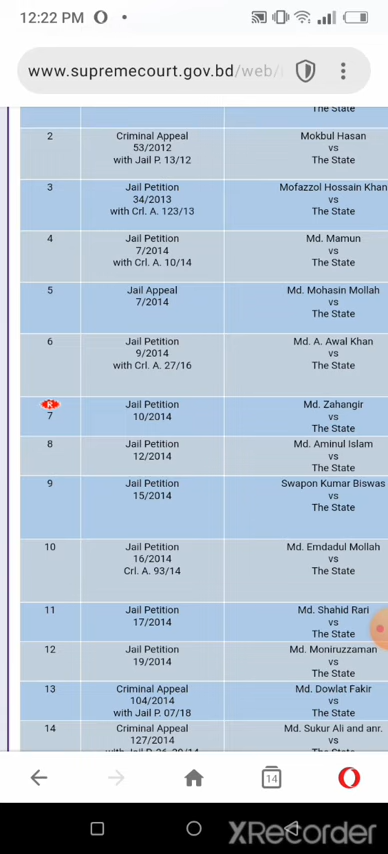 12:22 PM
www.supremecourt.gov.bd/web/
The State
2
Criminal Appeal
53/2012
with Jail P. 13/12
Mokbul Hasan
vs
The State
3
Jail Petition
34/2013
with Crl. A. 123/13
Mofazzol Hossain Khan
vs
The State
4
Jail Petition
7/2014
with Crl. A. 10/14
Md. Mamun
vs
The State
5
Jail Appeal
7/2014
Md. Mohasin Mollah
vs
The State
6
Jail Petition
9/2014
with Crl. A. 27/16
Md. A. Awal Khan
vs
The State
R
7
Jail Petition
10/2014
Md. Zahangir
vs
The State
8
Jail Petition
12/2014
Md. Aminul Islam
vs
The State
9
Jail Petition
15/2014
Swapon Kumar Biswas
vs
The State
10
Jail Petition
16/2014
Crl. A. 93/14
Md. Emdadul Mollah
vs
The State
11
Jail Petition
17/2014
Md. Shahid Rari
vs
The State
12
Jail Petition
19/2014
Md. Moniruzzaman
vs
The State
13
Criminal Appeal
104/2014
with Jail P. 07/18
Md. Dowlat Fakir
vs
The State
14
Criminal Appeal
127/2014
Md. Sukur Ali and anr.
vs
14
XRecorder